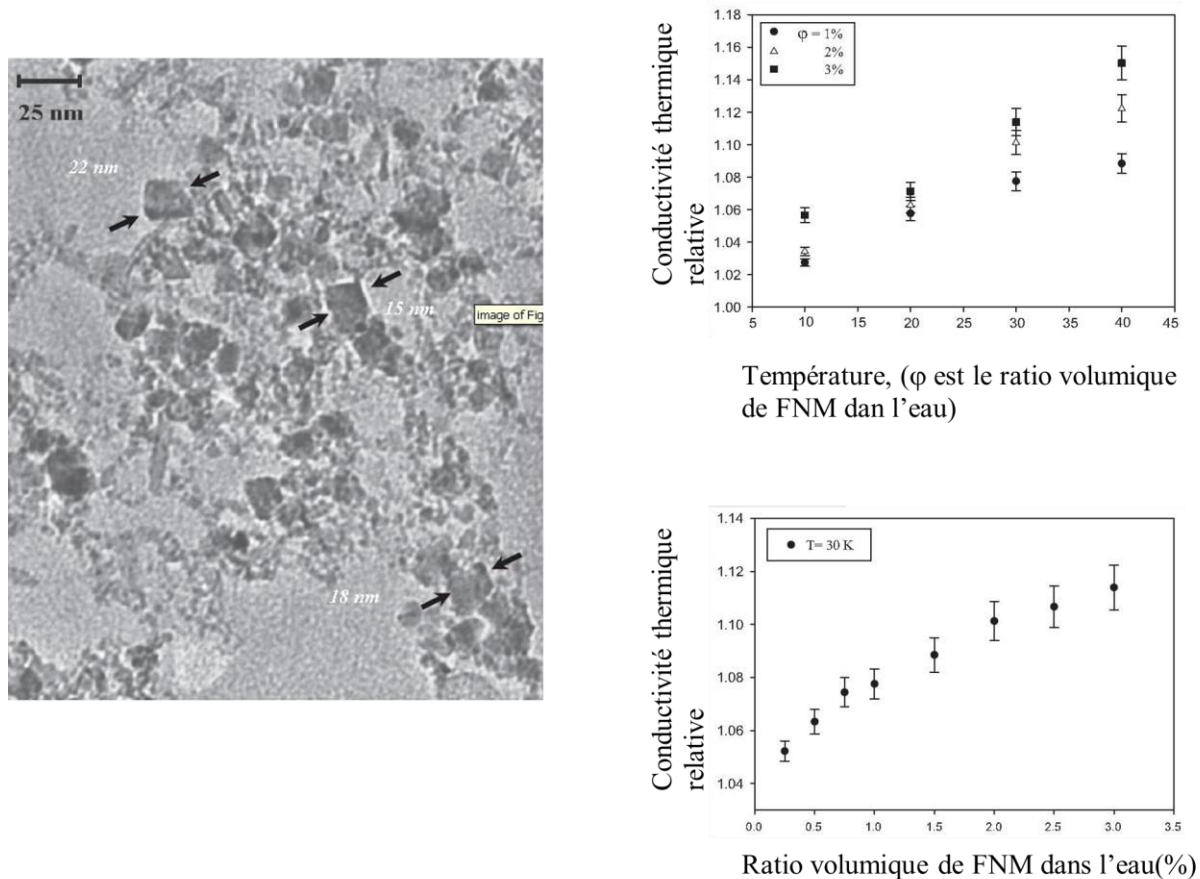 25 nm
22 nm
15 nm
image of Fig
18 nm
Conductivité thermique
relative
1.18
1.16
1.14
1.12
1.10
1.08
1.06
1.04
1.02
1.00
φ = 1%
2%
3%
5 10 15 20 25 30 35 40 45
Température, (φ est le ratio volumique
de FNM dan l’eau)
Conductivité thermique
relative
1.14
1.12
1.10
1.08
1.06
1.04
T= 30 K
0.0 0.5 1.0 1.5 2.0 2.5 3.0 3.5
Ratio volumique de FNM dans l’eau(%)